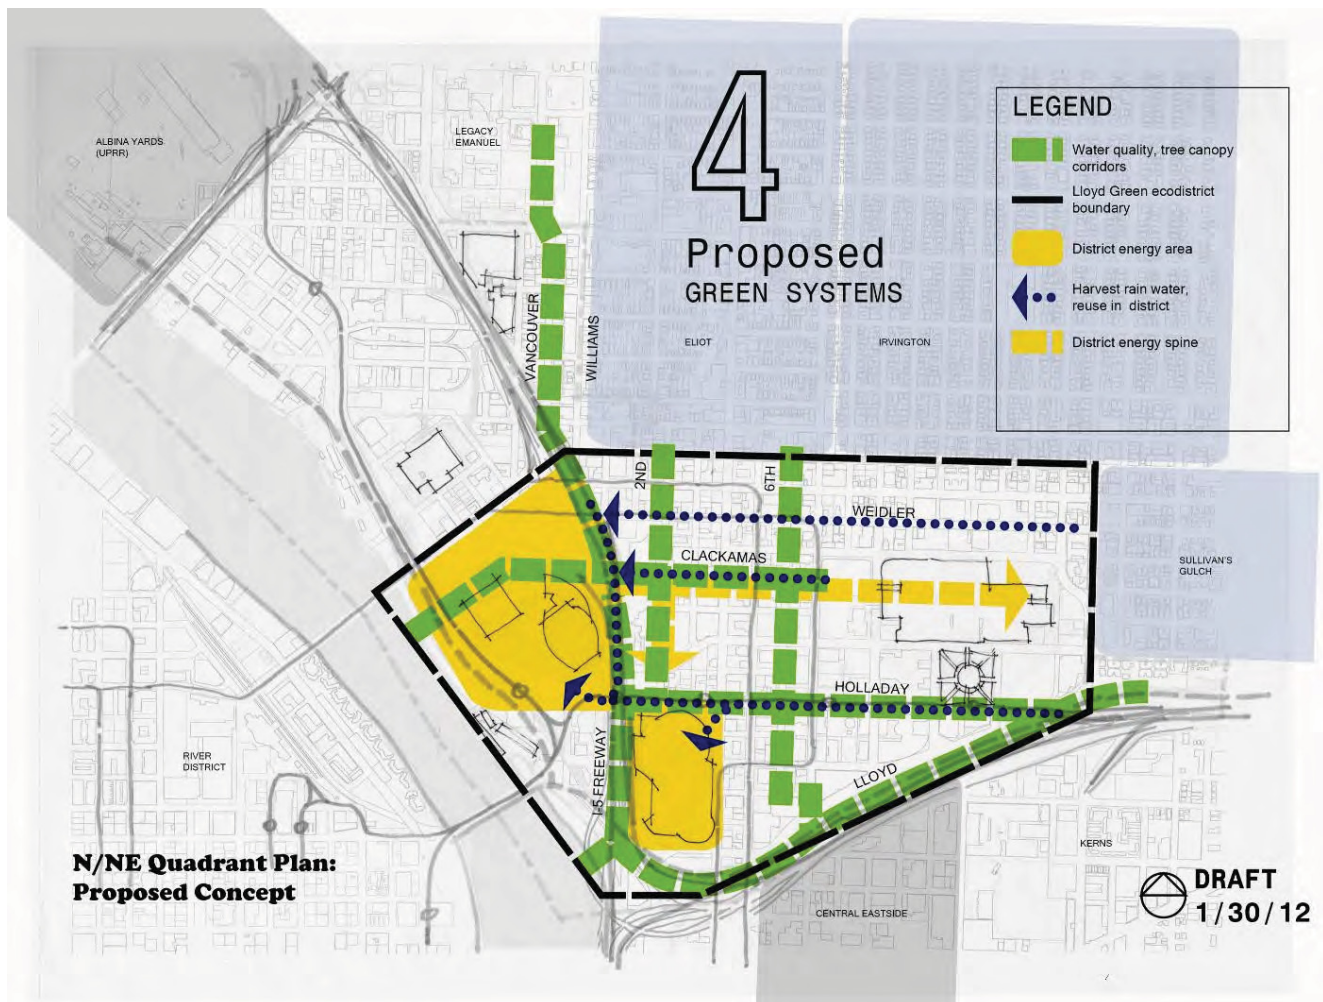 ALBINA YARDS
(UPRR)
LEGACY
EMANUEL
4
Proposed
GREEN SYSTEMS
LEGEND
Water quality, tree canopy
corridors
Lloyd Green ecodistrict
boundary
District energy area
Harvest rain water,
reuse in district
District energy spine
VANCOUVER
WILLIAMS
ELIOT
IRVINGTON
2ND
6TH
WEIDLER
CLACKAMAS
SULLIVAN'S
GULCH
HOLLADAY
RIVER
DISTRICT
I-5 FREEWAY
LLOYD
KERNS
CENTRAL EASTSIDE
N/NE Quadrant Plan:
Proposed Concept
DRAFT
1/30/12